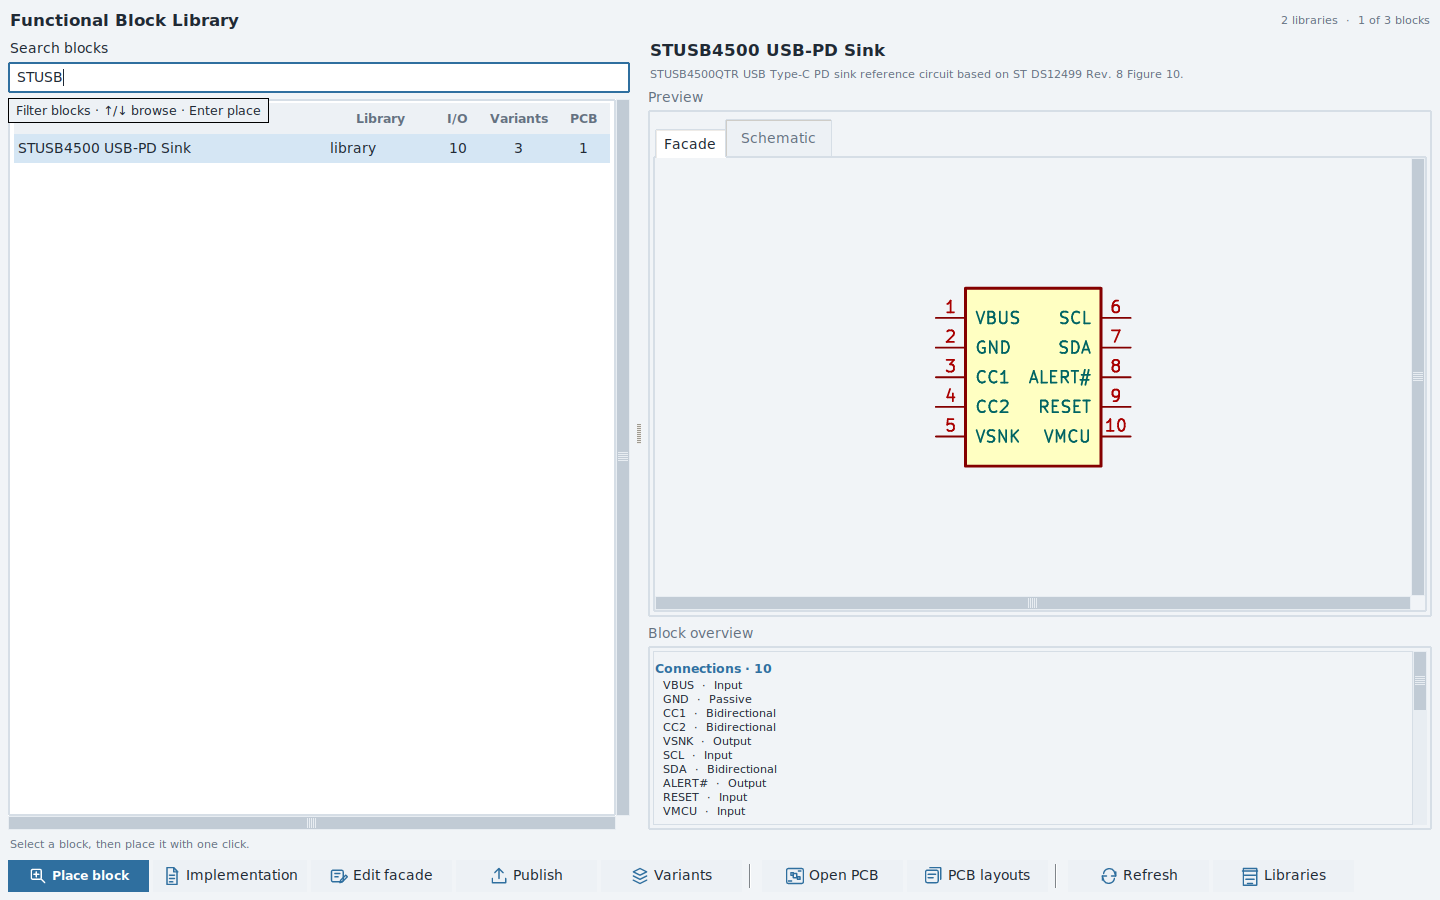 Functional Block Library
2 libraries · 1 of 3 blocks
Search blocks
STUSB
Filter blocks · ↑/↓ browse · Enter place
Library I/O Variants PCB
STUSB4500 USB-PD Sink library 10 3 1
STUSB4500 USB-PD Sink
STUSB4500QTR USB Type-C PD sink reference circuit based on ST DS12499 Rev. 8 Figure 10.
Preview
Facade Schematic
1 VBUS SCL 6
2 GND SDA 7
3 CC1 ALERT# 8
4 CC2 RESET 9
5 VSNK VMCU 10
Block overview
Connections · 10
VBUS · Input
GND · Passive
CC1 · Bidirectional
CC2 · Bidirectional
VSNK · Output
SCL · Input
SDA · Bidirectional
ALERT# · Output
RESET · Input
VMCU · Input
Select a block, then place it with one click.
Place block Implementation Edit facade Publish Variants Open PCB PCB layouts Refresh Libraries